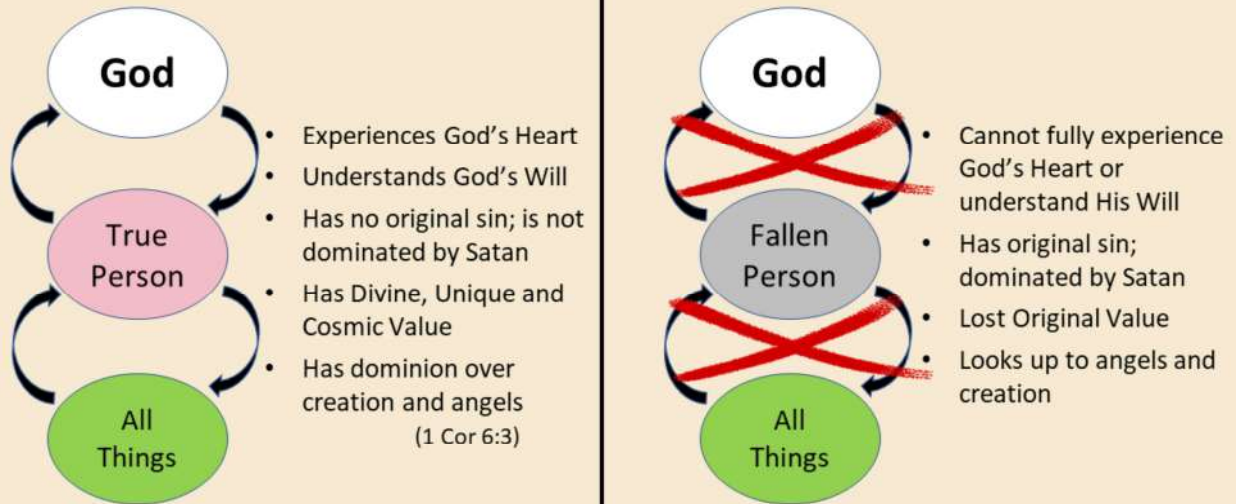 God
• Experiences God's Heart
• Understands God's Will
• Has no original sin; is not
dominated by Satan
True
Person
• Has Divine, Unique and
Cosmic Value
• Has dominion over
creation and angels
(1 Cor 6:3)
All
Things
God
• Cannot fully experience
God's Heart or
understand His Will
Fallen
Person
• Has original sin;
dominated by Satan
• Lost Original Value
• Looks up to angels and
creation
All
Things